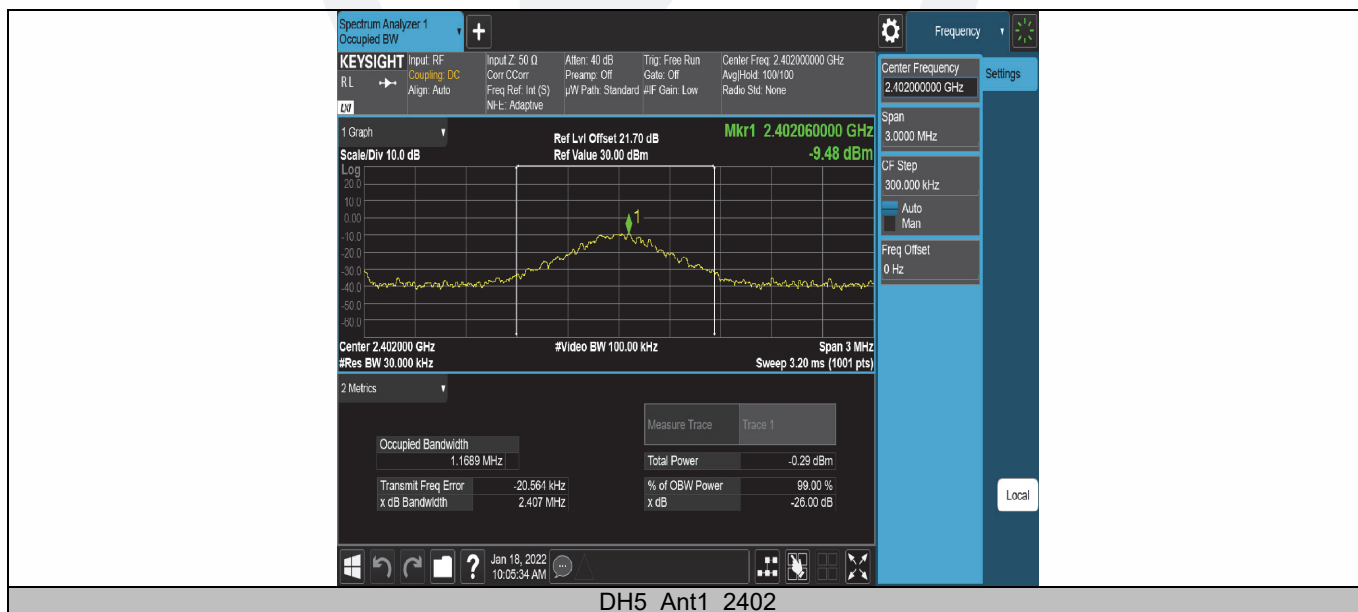 Spectrum Analyzer 1
Occupied BW
+
Frequency
KEYSIGHT
RL
LXI
Input: RF
Coupling: DC
Align: Auto
Input Z: 50 Ω
Corr CCorr
Freq Ref: Int (S)
NFE: Adaptive
Atten: 40 dB
Preamp: Off
µW Path: Standard
Trig: Free Run
Gate: Off
#IF Gain: Low
Center Freq: 2.402000000 GHz
Avg|Hold: 100/100
Radio Std: None
Center Frequency
2.402000000 GHz
Settings
Span
3.0000 MHz
CF Step
300.000 kHz
Auto
Man
Freq Offset
0 Hz
Local
1 Graph
Scale/Div 10.0 dB
Ref Lvl Offset 21.70 dB
Ref Value 30.00 dBm
Mkr1 2.402060000 GHz
-9.48 dBm
Log
20.0
10.0
0.00
-10.0
-20.0
-30.0
-40.0
-50.0
-60.0
1
Center 2.402000 GHz
#Res BW 30.000 kHz
#Video BW 100.00 kHz
Span 3 MHz
Sweep 3.20 ms (1001 pts)
2 Metrics
Measure Trace Trace 1
Occupied Bandwidth
1.1689 MHz
Total Power -0.29 dBm
Transmit Freq Error -20.564 kHz
% of OBW Power 99.00 %
x dB Bandwidth 2.407 MHz
x dB -26.00 dB
?
Jan 18, 2022
10:05:34 AM
DH5_Ant1_2402